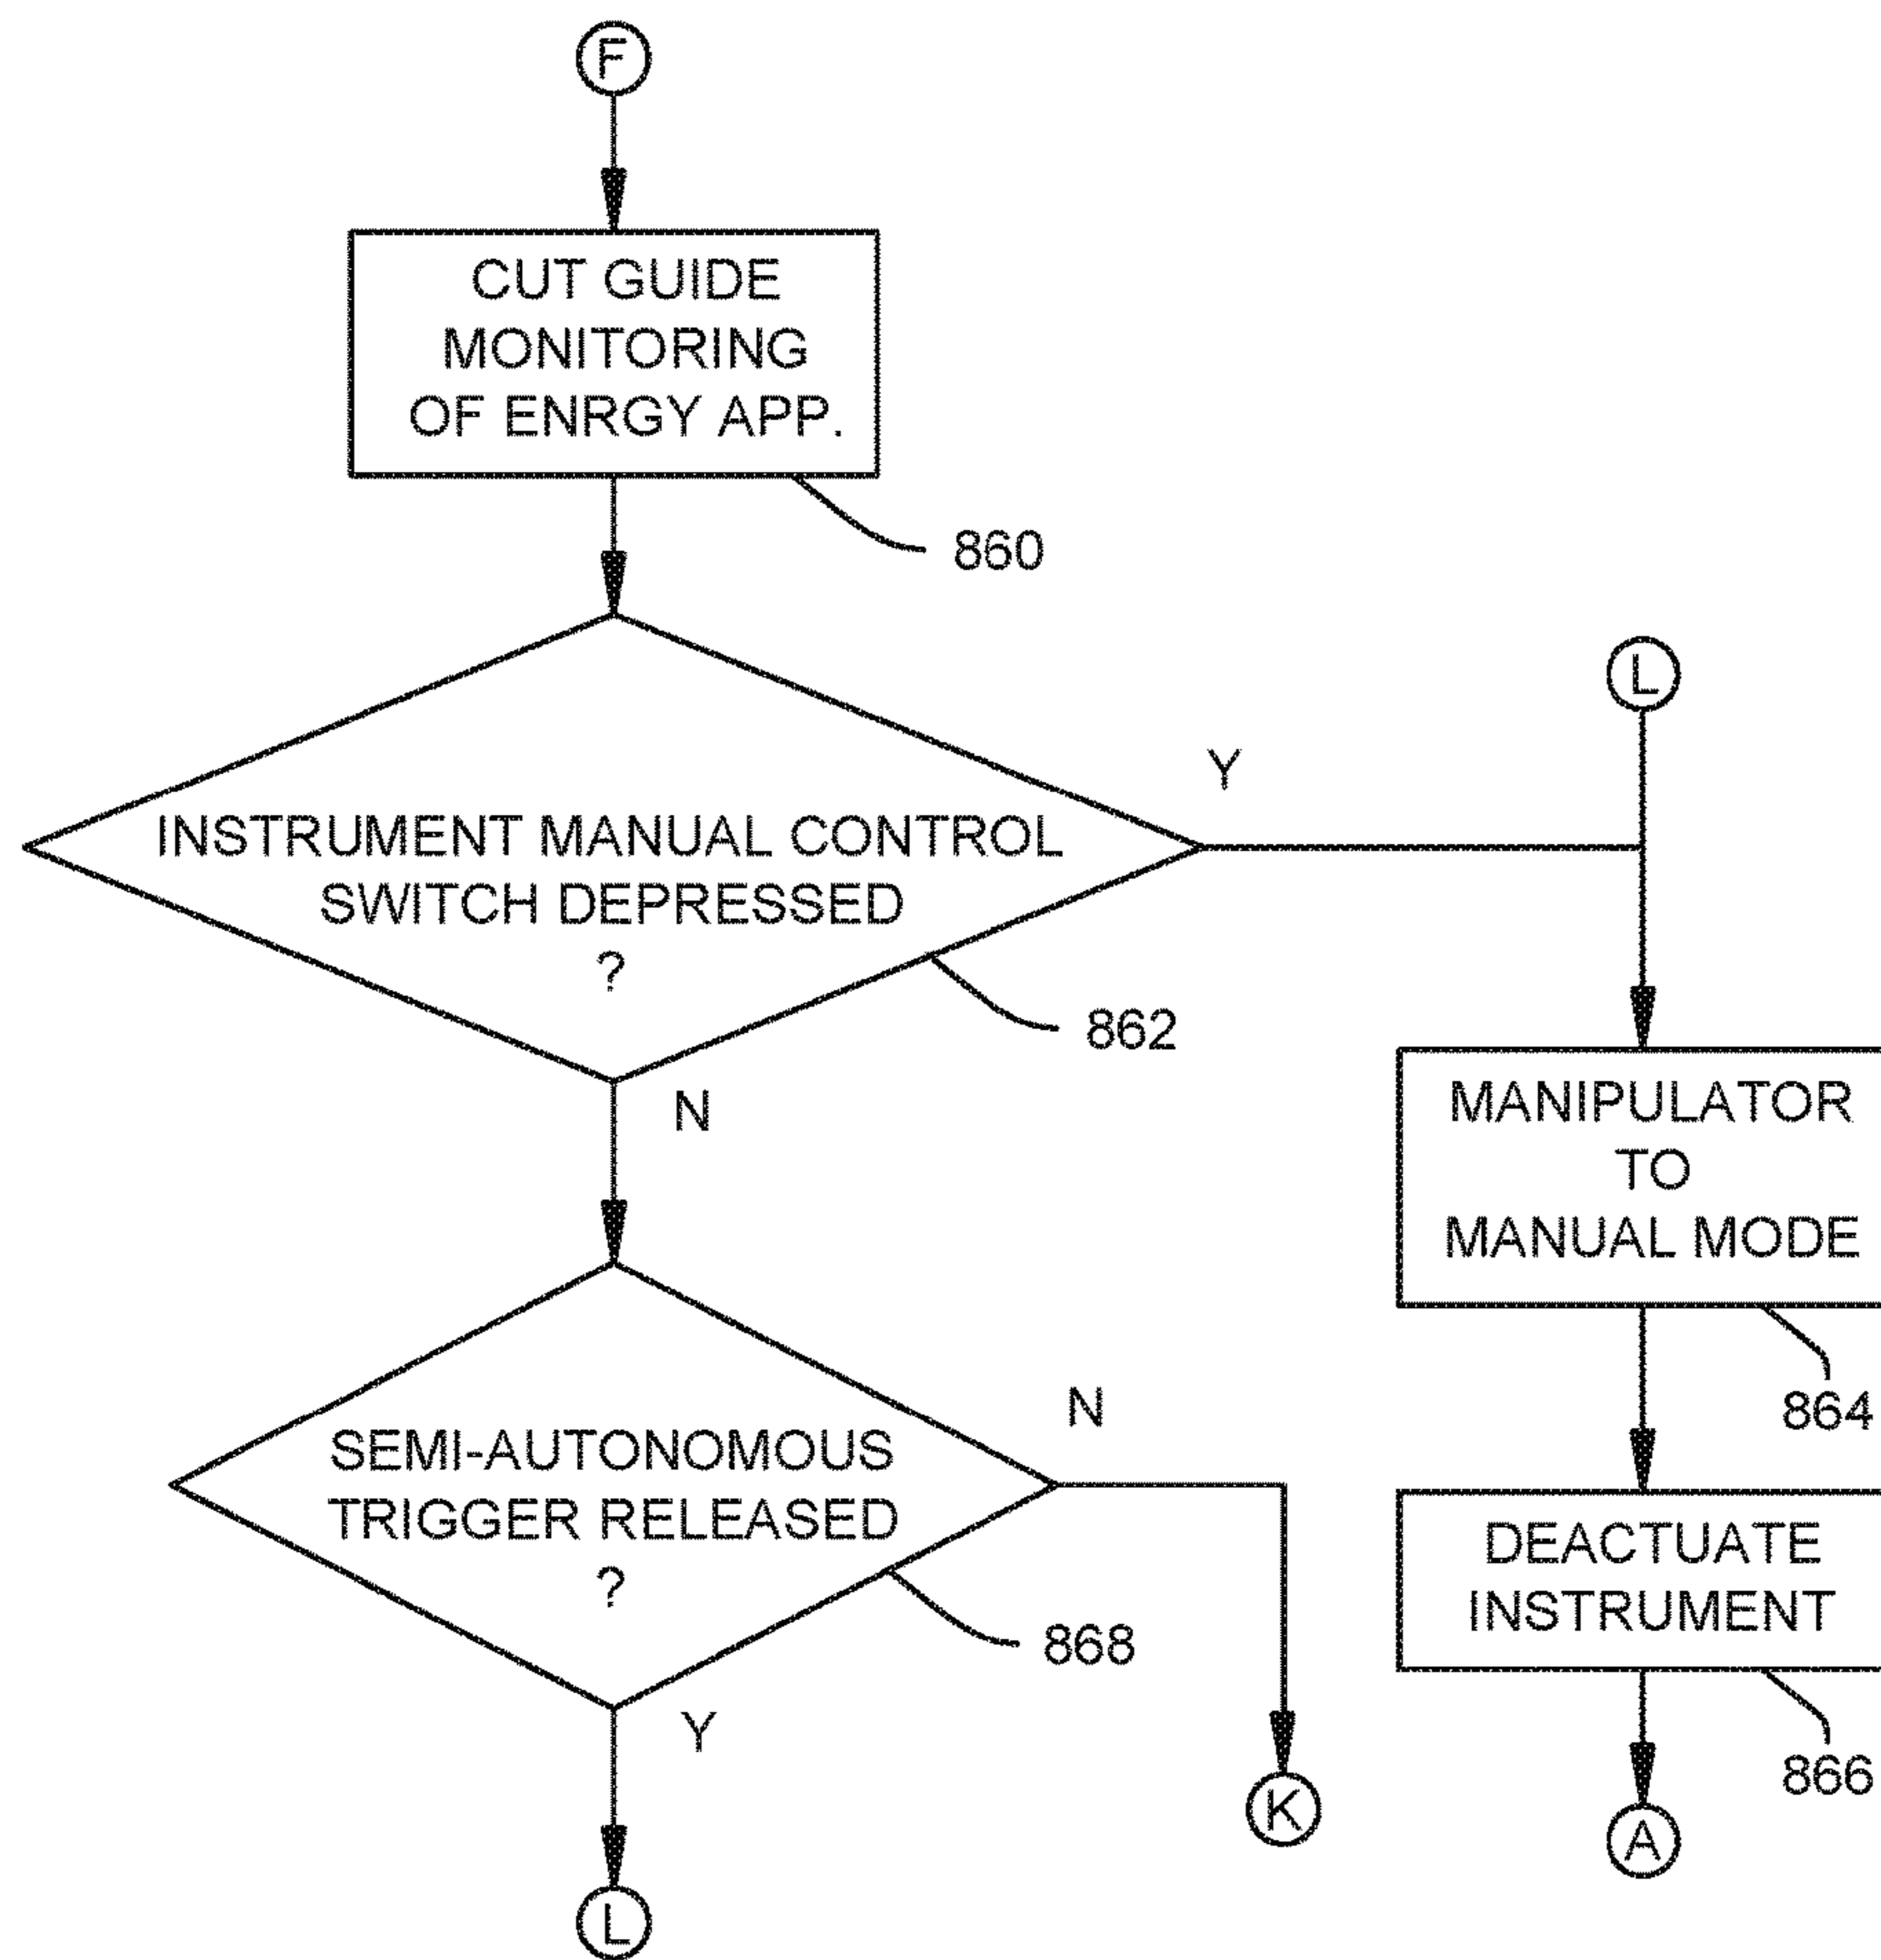 F
CUT GUIDE
MONITORING
OF ENRGY APP.
860
L
Y
INSTRUMENT MANUAL CONTROL
SWITCH DEPRESSED
?
862
N
MANIPULATOR
TO
MANUAL MODE
864
N
SEMI-AUTONOMOUS
TRIGGER RELEASED
?
868
Y
DEACTUATE
INSTRUMENT
866
K
A
L